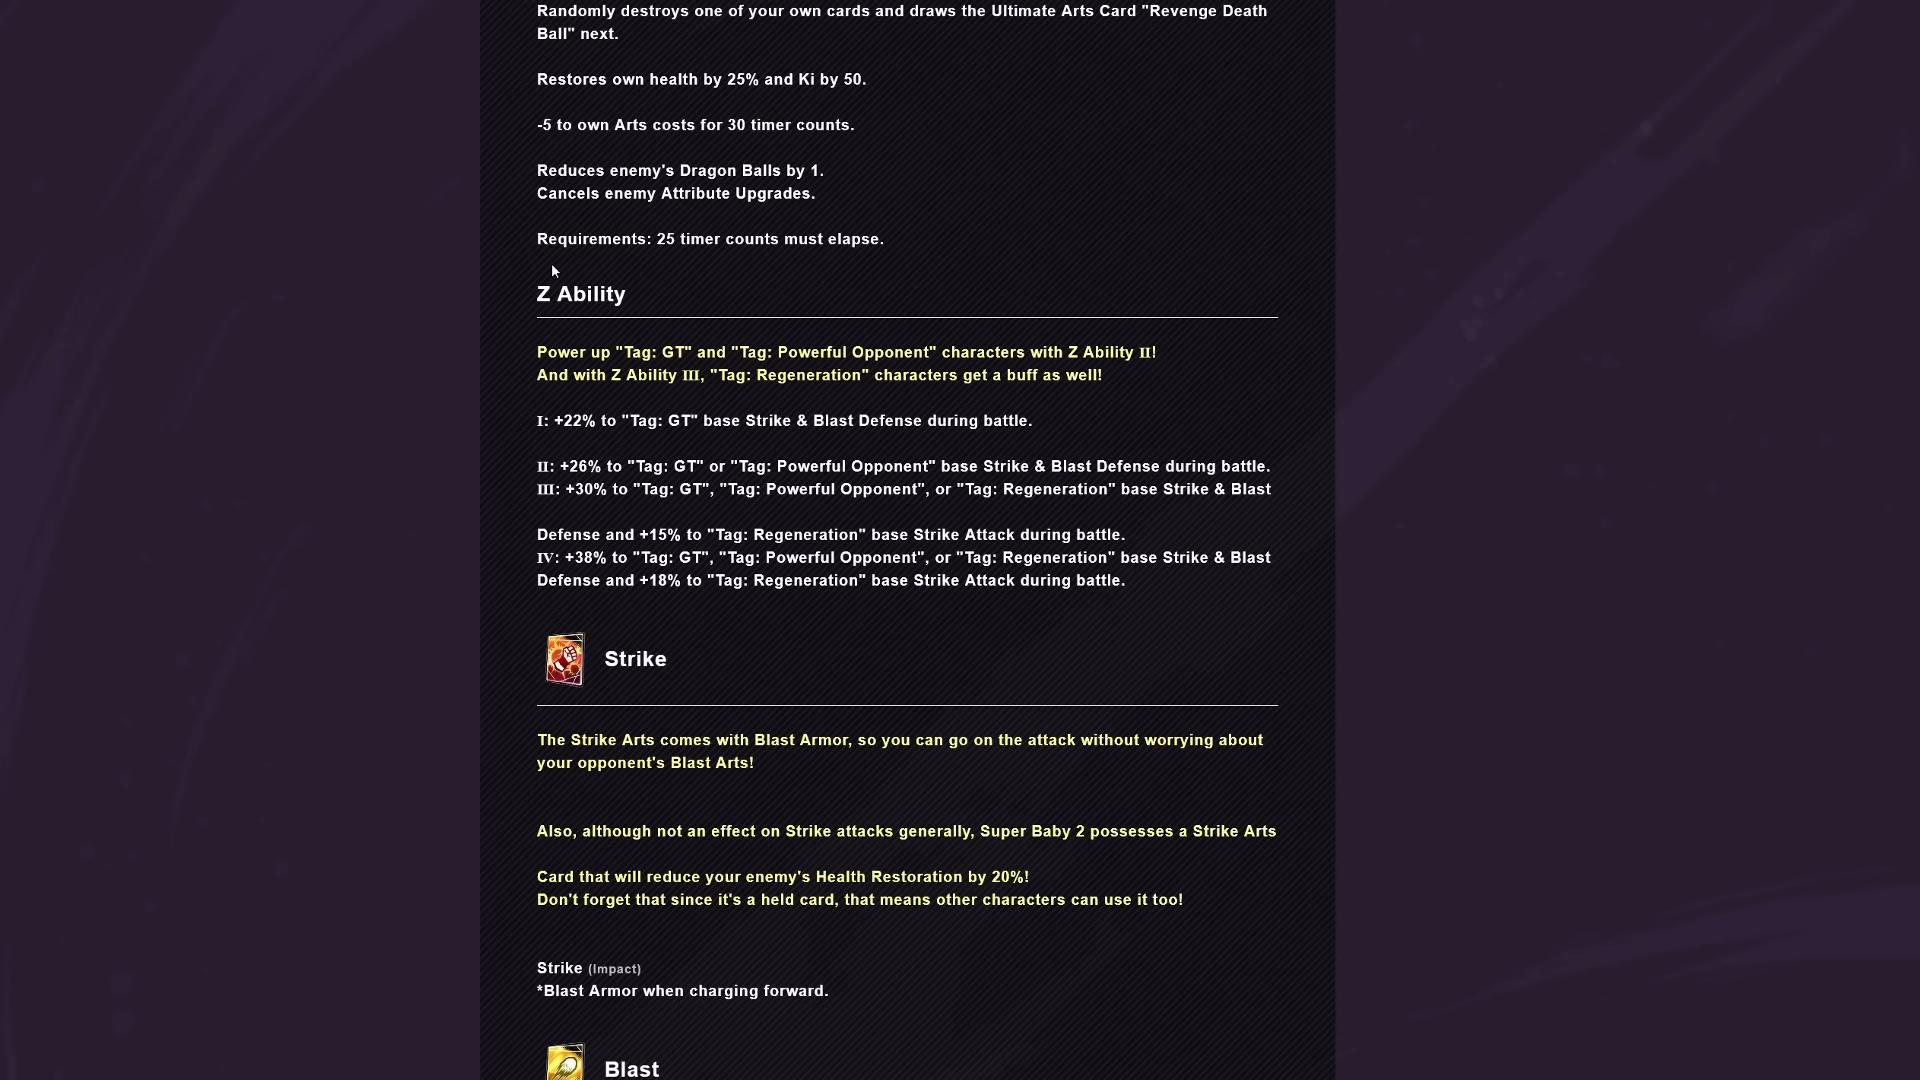 Randomly destroys one of your own cards and draws the Ultimate Arts Card "Revenge Death
Ball" next.
Restores own health by 25% and Ki by 50.
-5 to own Arts costs for 30 timer counts.
Reduces enemy's Dragon Balls by 1.
Cancels enemy Attribute Upgrades.
Requirements: 25 timer counts must elapse.
Z Ability
Power up "Tag: GT" and "Tag: Powerful Opponent" characters with Z Ability II!
And with Z Ability III, "Tag: Regeneration" characters get a buff as well!
I: +22% to "Tag: GT" base Strike & Blast Defense during battle.
II: +26% to "Tag: GT" or "Tag: Powerful Opponent" base Strike & Blast Defense during battle.
III: +30% to "Tag: GT", "Tag: Powerful Opponent", or "Tag: Regeneration" base Strike & Blast
Defense and +15% to "Tag: Regeneration" base Strike Attack during battle.
IV: +38% to "Tag: GT", "Tag: Powerful Opponent", or "Tag: Regeneration" base Strike & Blast
Defense and +18% to "Tag: Regeneration" base Strike Attack during battle.
Strike
The Strike Arts comes with Blast Armor, so you can go on the attack without worrying about
your opponent's Blast Arts!
Also, although not an effect on Strike attacks generally, Super Baby 2 possesses a Strike Arts
Card that will reduce your enemy's Health Restoration by 20%!
Don't forget that since it's a held card, that means other characters can use it too!
Strike (Impact)
*Blast Armor when charging forward.
Blast